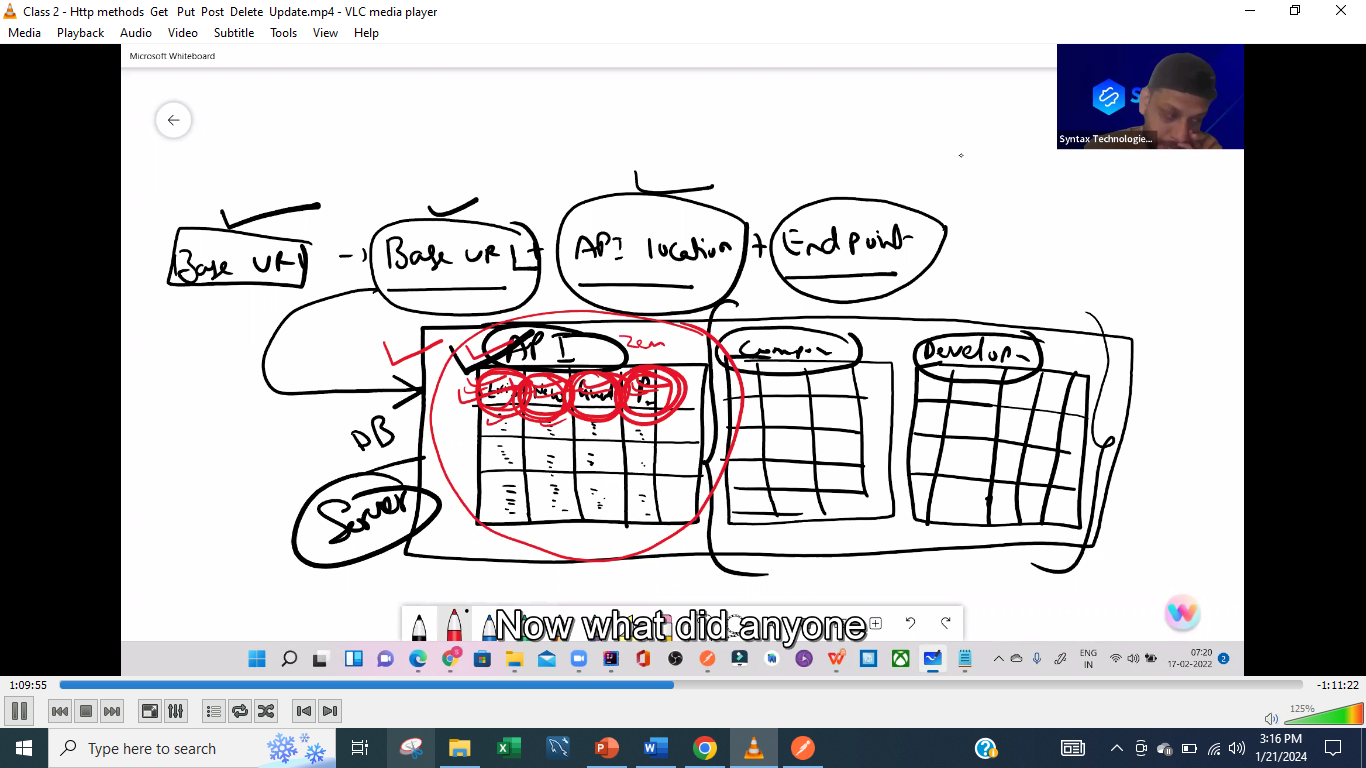 Class 2 - Http methods Get Put Post Delete Update.mp4 - VLC media player
Media Playback Audio Video Subtitle Tools View Help
Microsoft Whiteboard
S
Syntax Technologie...
Base URL -> Base URL + API location + Endpoint
API Zen Develop
DB
Server
Now what did anyone
ENG
IN
07:20
17-02-2022
2
1:09:55
-1:11:22
125%
Type here to search
3:16 PM
1/21/2024